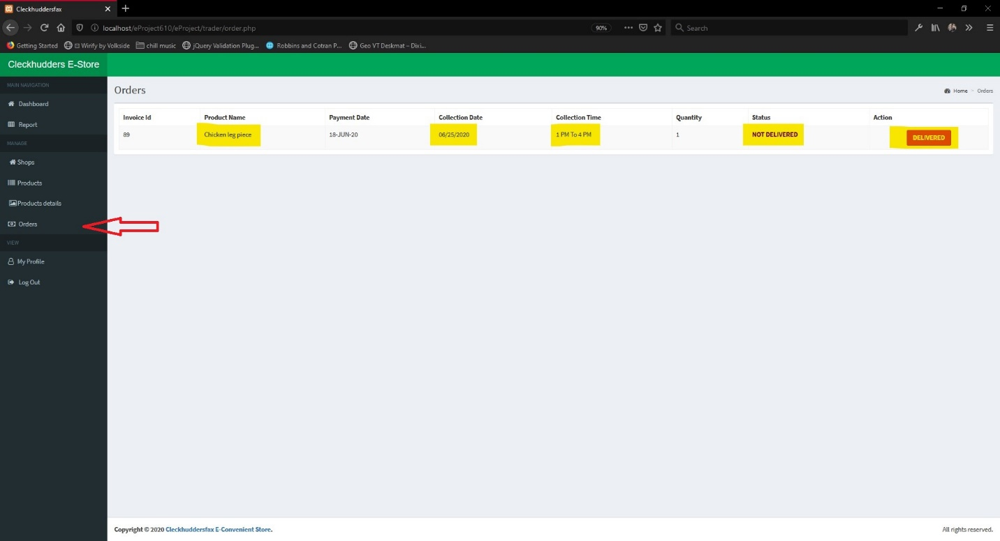 Cleckhuddersfax
localhost/eProject610/eProject/trader/order.php
90%
Search
Getting Started
Wirify by Volkside
chill music
jQuery Validation Plug...
Robbins and Cotran P...
Geo VT Deskmat – Dixi...
Cleckhudders E-Store
MAIN NAVIGATION
Dashboard
Report
MANAGE
Shops
Products
Products details
Orders
VIEW
My Profile
Log Out
Orders
Home > Orders
Invoice Id Product Name Payment Date Collection Date Collection Time Quantity Status Action
89 Chicken leg piece 18-JUN-20 06/25/2020 1 PM To 4 PM 1 NOT DELIVERED DELIVERED
Copyright © 2020 Cleckhuddersfax E-Convenient Store.
All rights reserved.